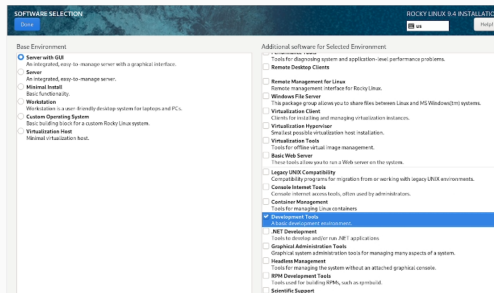 SOFTWARE SELECTION
Done
ROCKY LINUX 9.4 INSTALLATIO
us
Help!
Base Environment
Server with GUI
An integrated, easy-to-manage server with a graphical interface.
Server
An integrated, easy-to-manage server.
Minimal Install
Basic functionality.
Workstation
Workstation is a user-friendly desktop system for laptops and PCs.
Custom Operating System
Basic building block for a custom Rocky Linux system.
Virtualization Host
Minimal virtualization host.
Additional software for Selected Environment
Performance Tools
Tools for diagnosing system and application-level performance problems.
Remote Desktop Clients
Remote Management for Linux
Remote management interface for Rocky Linux.
Windows File Server
This package group allows you to share files between Linux and MS Windows(tm) systems.
Virtualization Client
Clients for installing and managing virtualization instances.
Virtualization Hypervisor
Smallest possible virtualization host installation.
Virtualization Tools
Tools for offline virtual image management.
Basic Web Server
These tools allow you to run a Web server on the system.
Legacy UNIX Compatibility
Compatibility programs for migration from or working with legacy UNIX environments.
Console Internet Tools
Console internet access tools, often used by administrators.
Container Management
Tools for managing Linux containers
Development Tools
A basic development environment.
.NET Development
Tools to develop and/or run .NET applications
Graphical Administration Tools
Graphical system administration tools for managing many aspects of a system.
Headless Management
Tools for managing the system without an attached graphical console.
RPM Development Tools
Tools used for building RPMs, such as rpmbuild.
Scientific Support